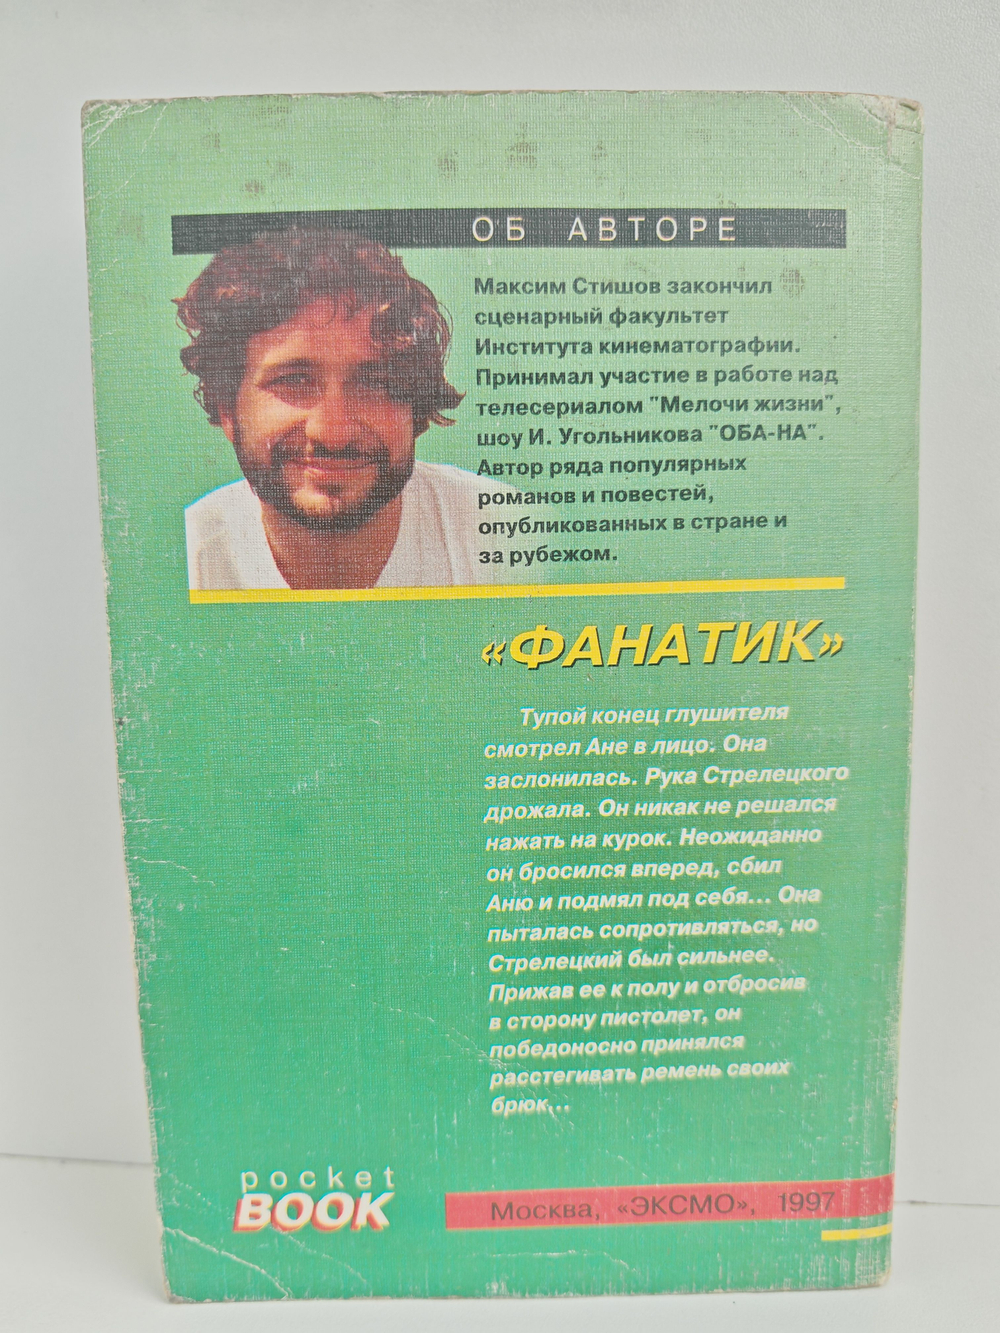 ОБ АВТОРЕ
Максим Стишов закончил
сценарный факультет
Института кинематографии.
Принимал участие в работе над
телесериалом "Мелочи жизни",
шоу И. Угольникова "ОБА-НА".
Автор ряда популярных
романов и повестей,
опубликованных в стране и
за рубежом.
«ФАНАТИК»
Тупой конец глушителя
смотрел Ане в лицо. Она
заслонилась. Рука Стрелецкого
дрожала. Он никак не решался
нажать на курок. Неожиданно
он бросился вперед, сбил
Аню и подмял под себя... Она
пыталась сопротивляться, но
Стрелецкий был сильнее.
Прижав ее к полу и отбросив
в сторону пистолет, он
победоносно принялся
расстегивать ремень своих
брюк...
pocket
BOOK
Москва, «ЭКСМО», 1997